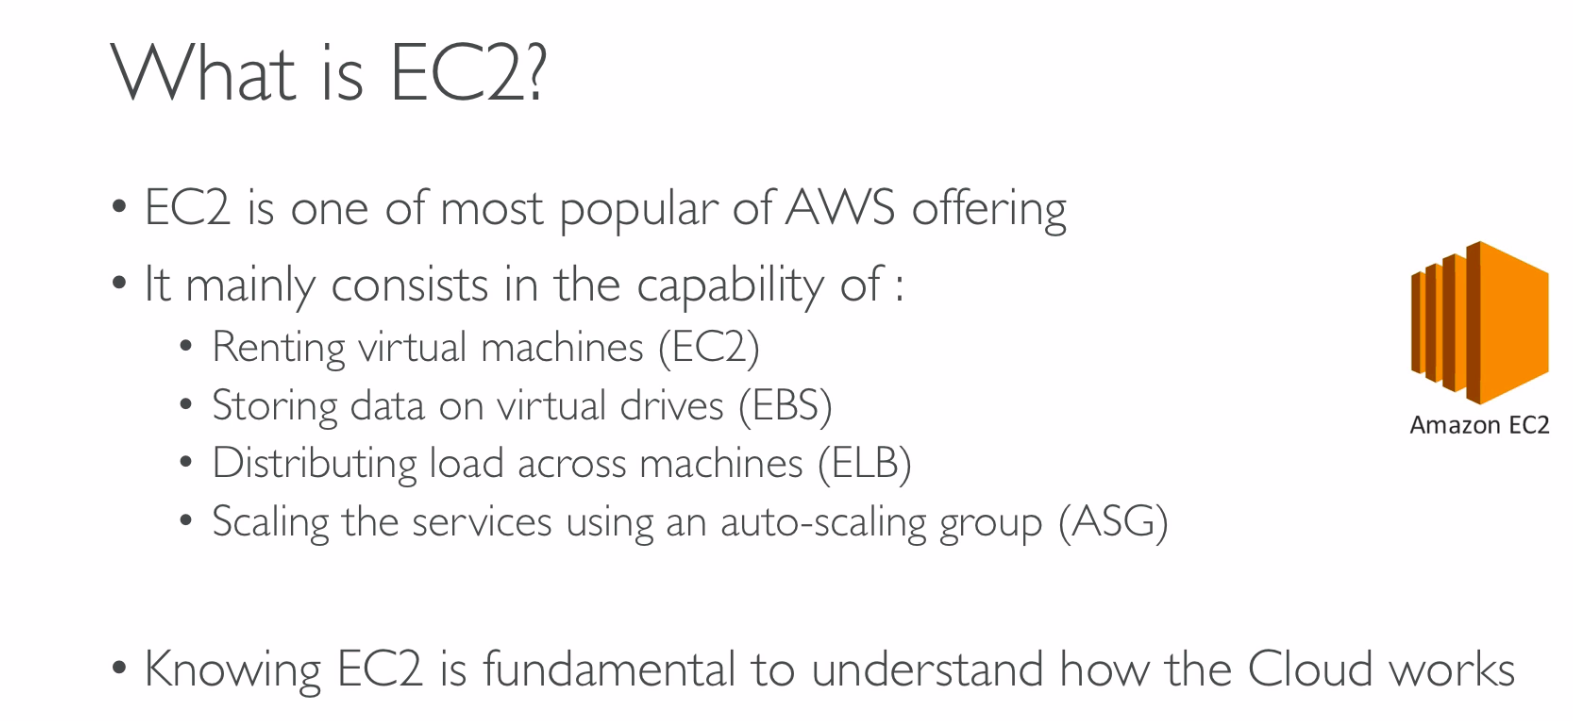 What is EC2?
• EC2 is one of most popular of AWS offering
• It mainly consists in the capability of :
• Renting virtual machines (EC2)
• Storing data on virtual drives (EBS)
• Distributing load across machines (ELB)
• Scaling the services using an auto-scaling group (ASG)
Amazon EC2
• Knowing EC2 is fundamental to understand how the Cloud works